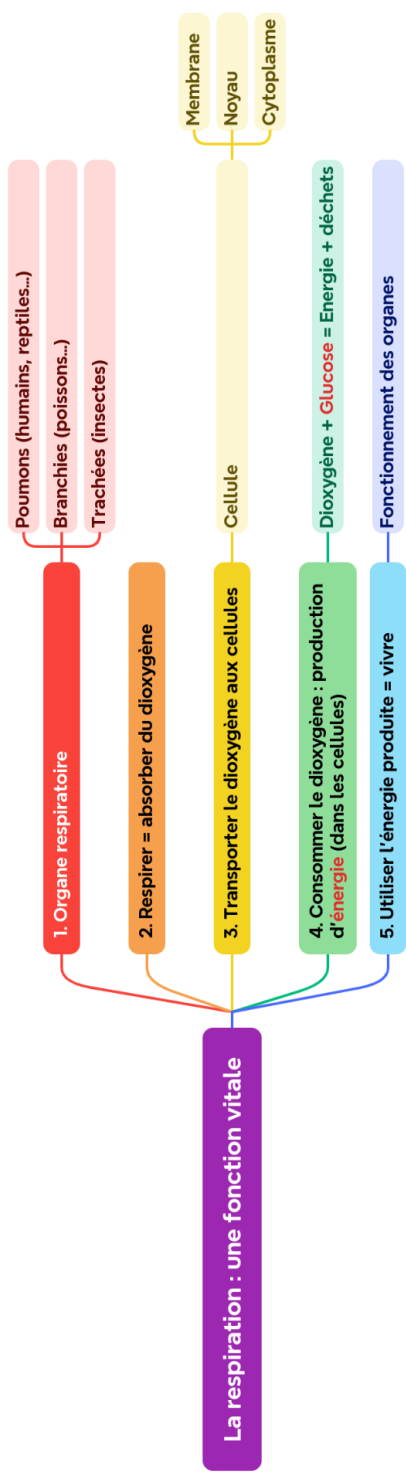 La respiration : une fonction vitale
1. Organe respiratoire
Poumons (humains, reptiles...)
Branchies (poissons...)
Trachées (insectes)
2. Respirer = absorber du dioxygène
3. Transporter le dioxygène aux cellules
Cellule
Membrane
Noyau
Cytoplasme
4. Consommer le dioxygène : production
d'énergie (dans les cellules)
Dioxygène + Glucose = Energie + déchets
5. Utiliser l'énergie produite = vivre
Fonctionnement des organes